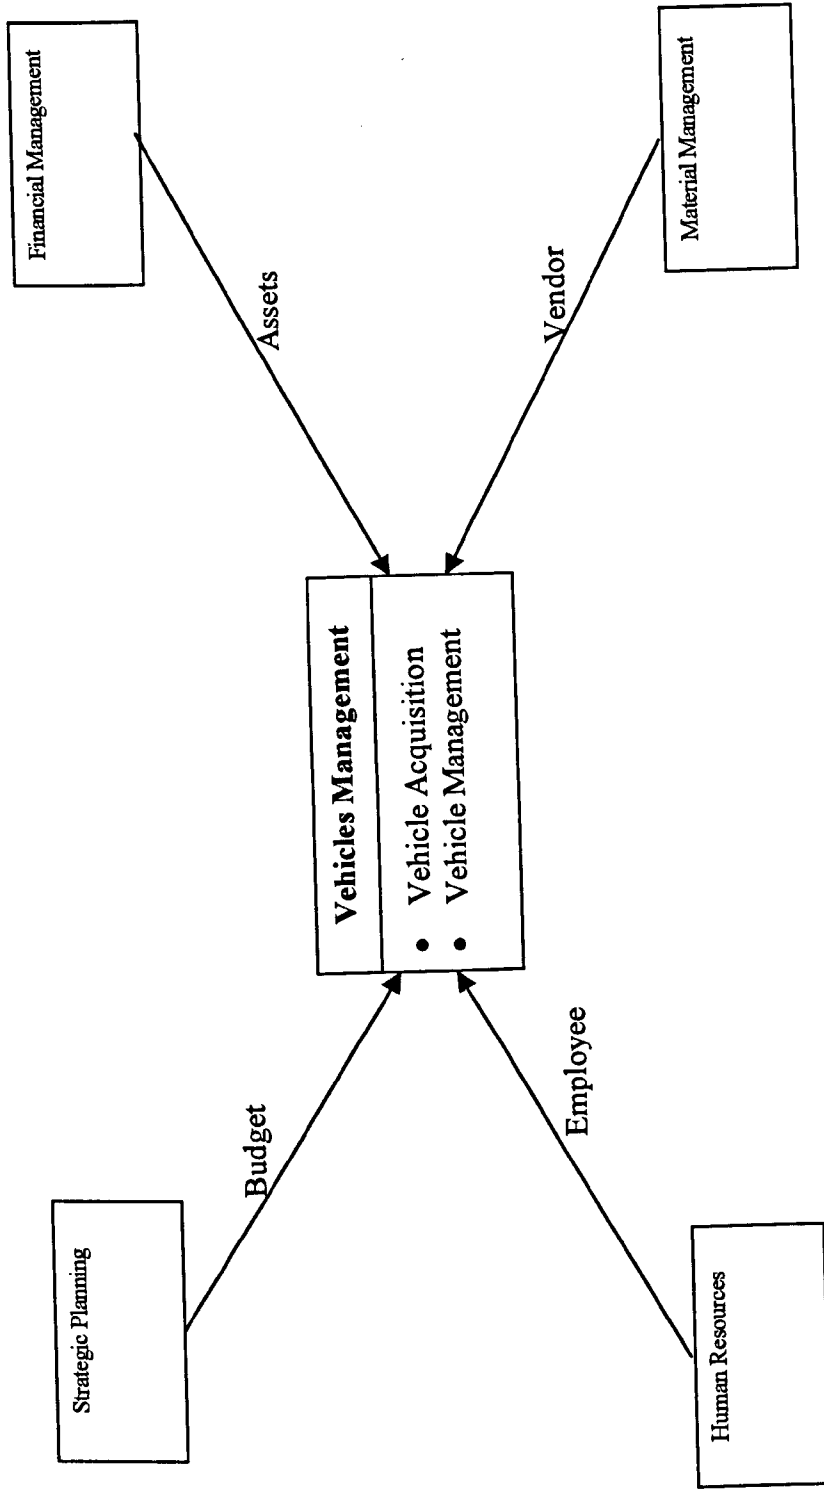 Strategic Planning
Financial Management
Budget
Assets
Vehicles Management
• Vehicle Acquisition
• Vehicle Management
Employee
Vendor
Human Resources
Material Management